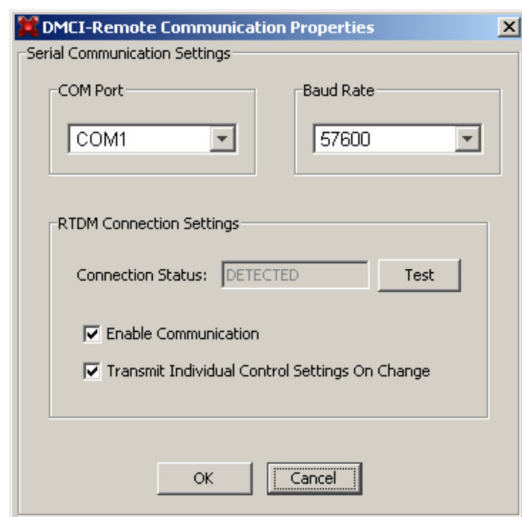 DMCI-Remote Communication Properties
Serial Communication Settings
COM Port
Baud Rate
COM1
57600
RTDM Connection Settings
Connection Status: DETECTED Test
Enable Communication
Transmit Individual Control Settings On Change
OK Cancel